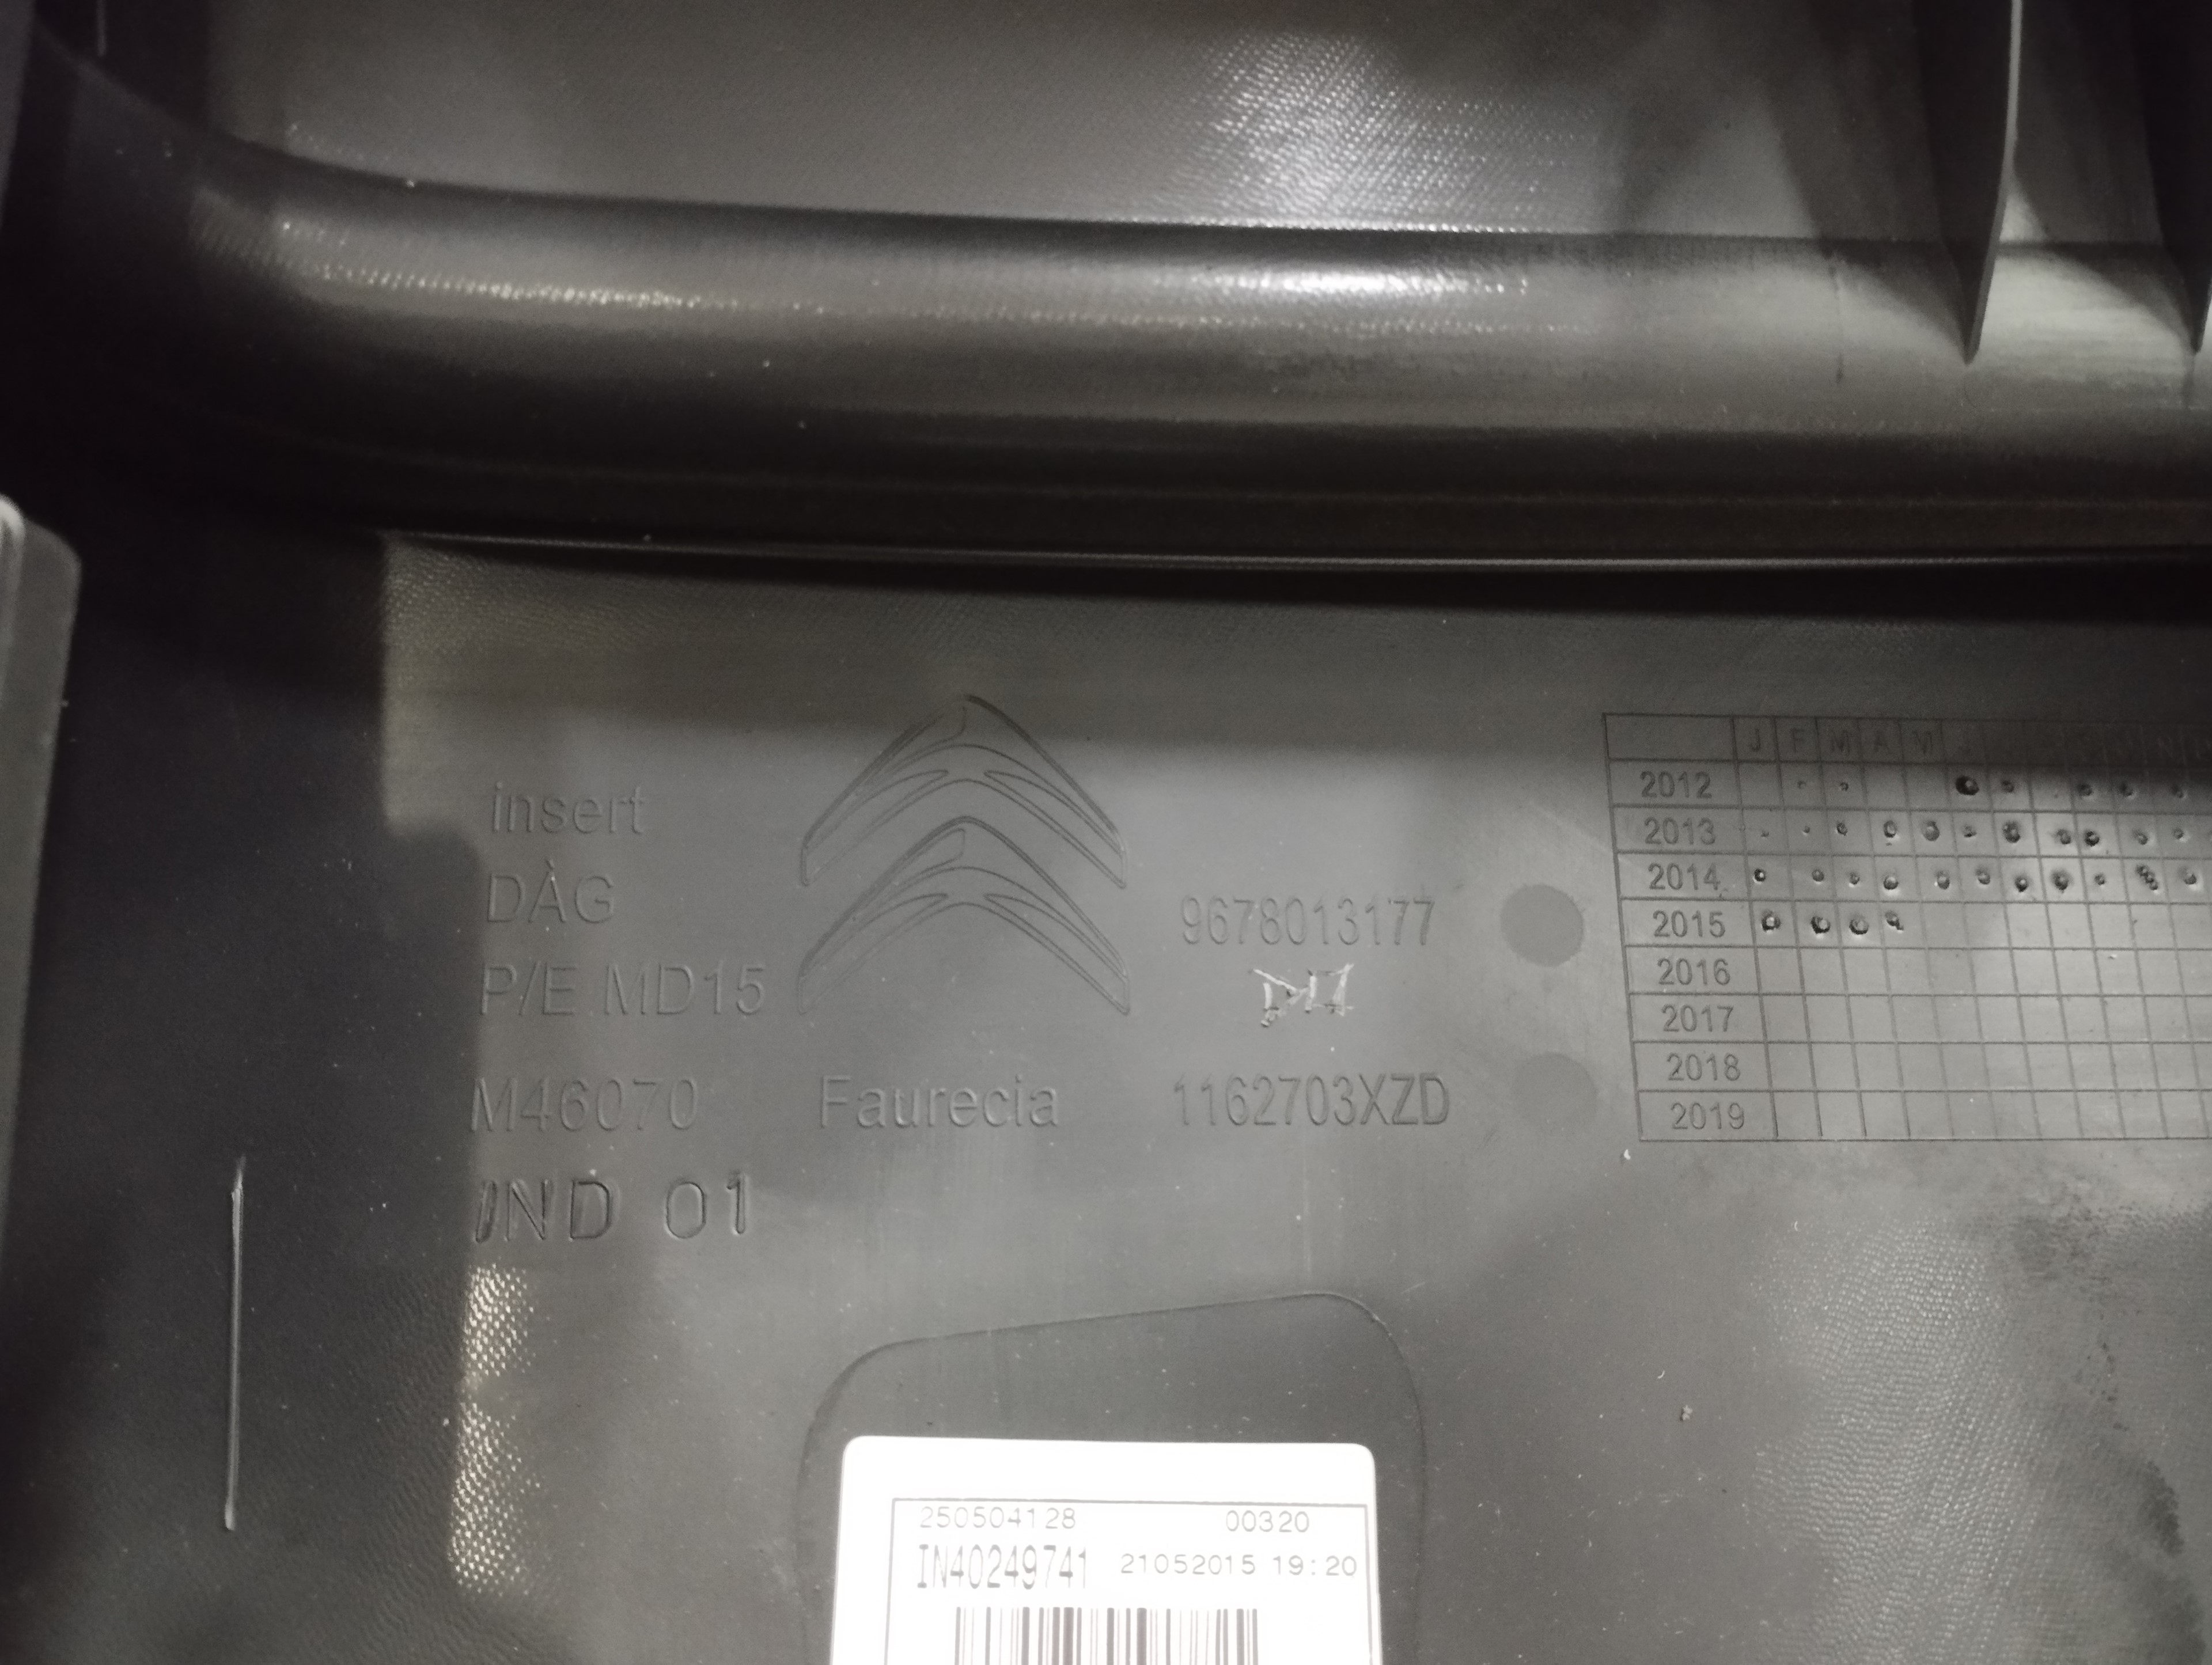 insert
DÀG
P/E MD15
M46070
IND 01
Faurecia
9678013177
1162703XZD
J F M A M J
2012
2013
2014
2015
2016
2017
2018
2019
250504128 00320
IN40249741 21052015 19:20